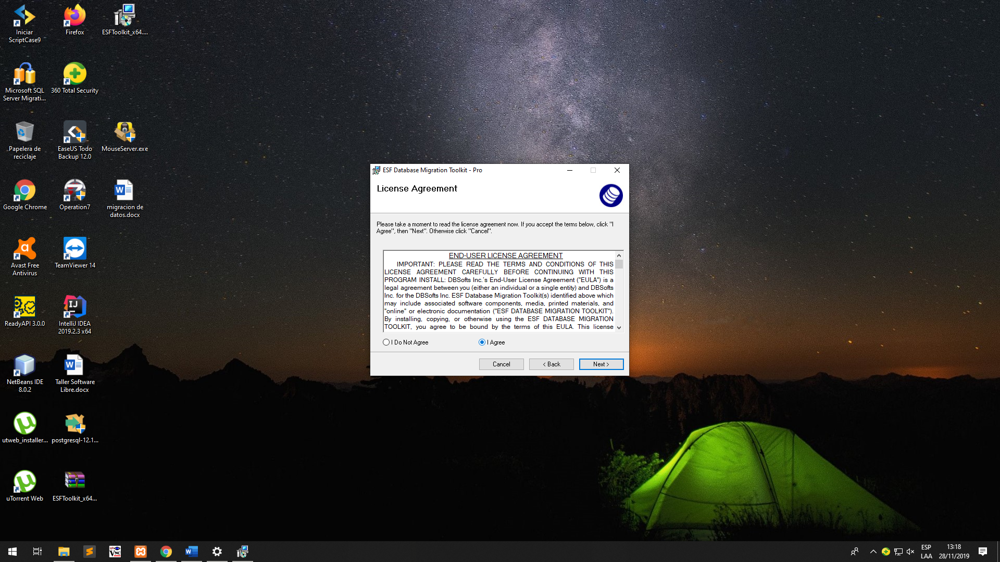 Iniciar
ScriptCase9
Firefox
ESFToolkit_x64....
Microsoft SQL
Server Migrati...
360 Total Security
Papelera de
reciclaje
EaseUS Todo
Backup 12.0
MouseServer.exe
Google Chrome
Operation7
migracion de
datos.docx
Avast Free
Antivirus
TeamViewer 14
ReadyAPI 3.0.0
IntelliJ IDEA
2019.2.3 x64
NetBeans IDE
8.0.2
Taller Software
Libre.docx
utweb_installer...
postgresql-12.1...
uTorrent Web
ESFToolkit_x64...
ESF Database Migration Toolkit - Pro
License Agreement
Please take a moment to read the license agreement now. If you accept the terms below, click "I
Agree", then "Next". Otherwise click "Cancel".
END-USER LICENSE AGREEMENT
IMPORTANT: PLEASE READ THE TERMS AND CONDITIONS OF THIS
LICENSE AGREEMENT CAREFULLY BEFORE CONTINUING WITH THIS
PROGRAM INSTALL: DBSofts Inc.'s End-User License Agreement ("EULA") is a
legal agreement between you (either an individual or a single entity) and DBSofts
Inc. for the DBSofts Inc. ESF Database Migration Toolkit(s) identified above which
may include associated software components, media, printed materials, and
"online" or electronic documentation ("ESF DATABASE MIGRATION TOOLKIT").
By installing, copying, or otherwise using the ESF DATABASE MIGRATION
TOOLKIT, you agree to be bound by the terms of this EULA. This license
I Do Not Agree
I Agree
Cancel
< Back
Next >
ESP
LAA
13:18
28/11/2019